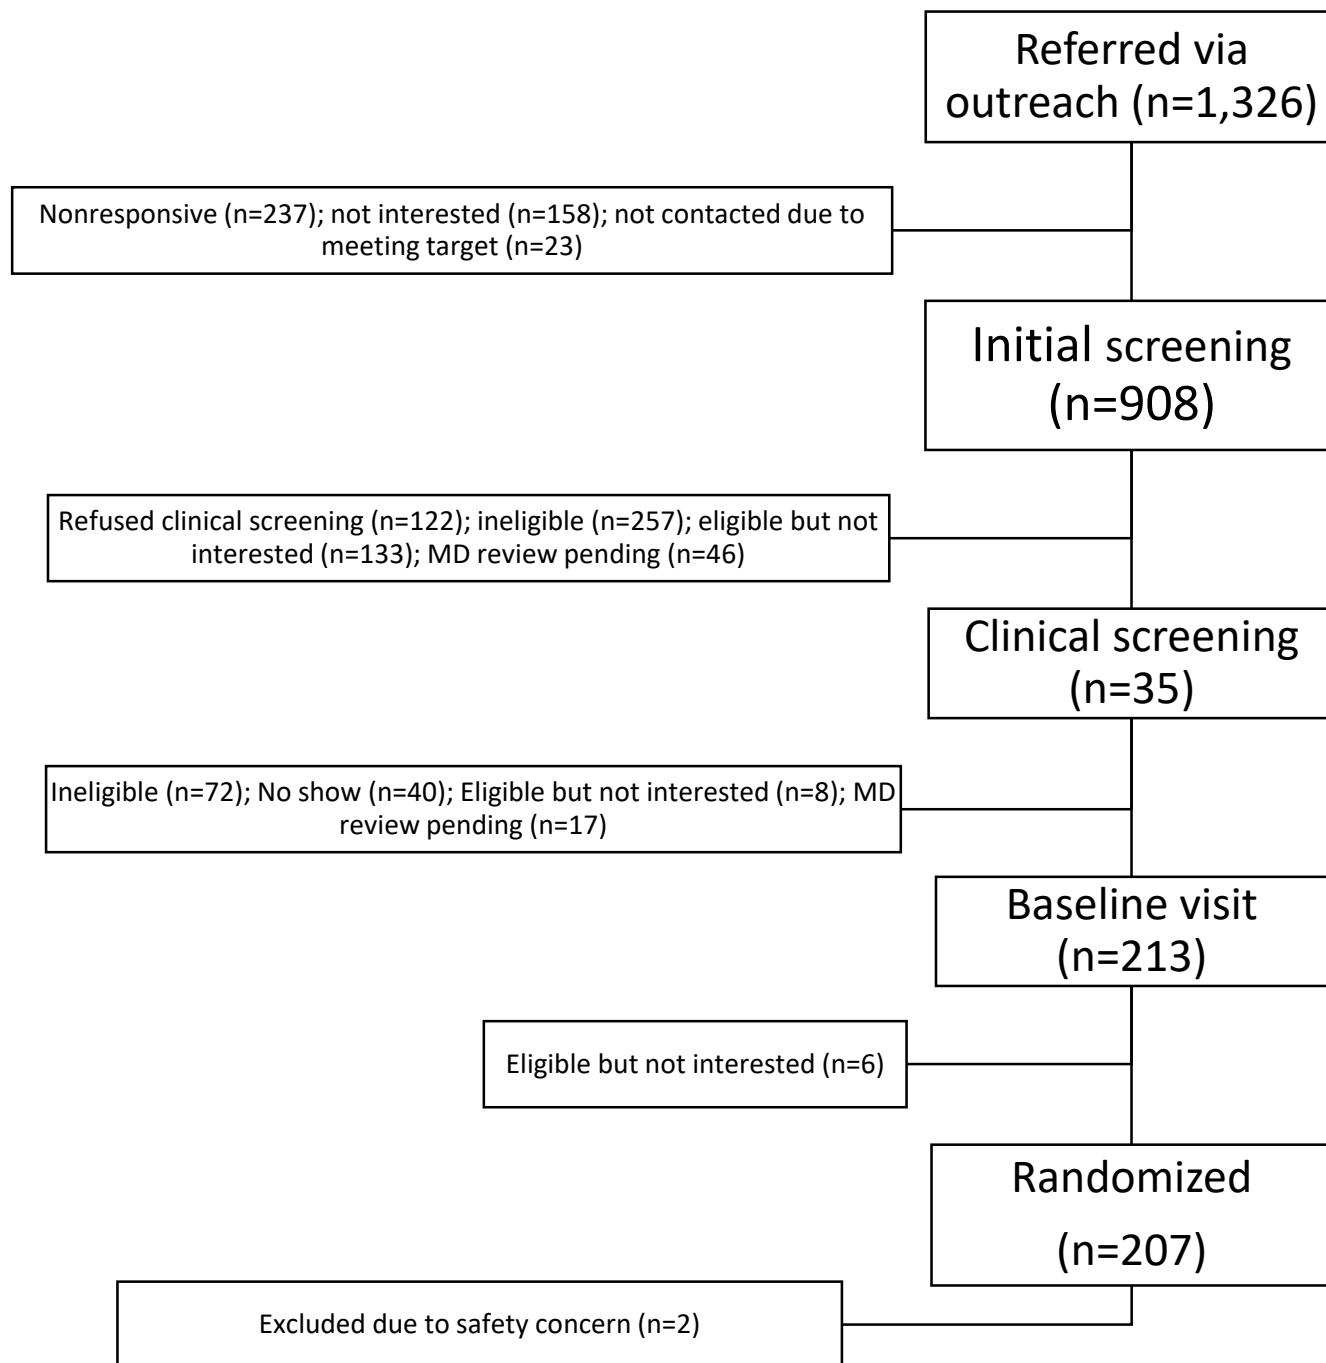 Referred via
outreach (n=1,326)
Nonresponsive (n=237); not interested (n=158); not contacted due to
meeting target (n=23)
Initial screening
(n=908)
Refused clinical screening (n=122); ineligible (n=257); eligible but not
interested (n=133); MD review pending (n=46)
Clinical screening
(n=35)
Ineligible (n=72); No show (n=40); Eligible but not interested (n=8); MD
review pending (n=17)
Baseline visit
(n=213)
Eligible but not interested (n=6)
Randomized
(n=207)
Excluded due to safety concern (n=2)